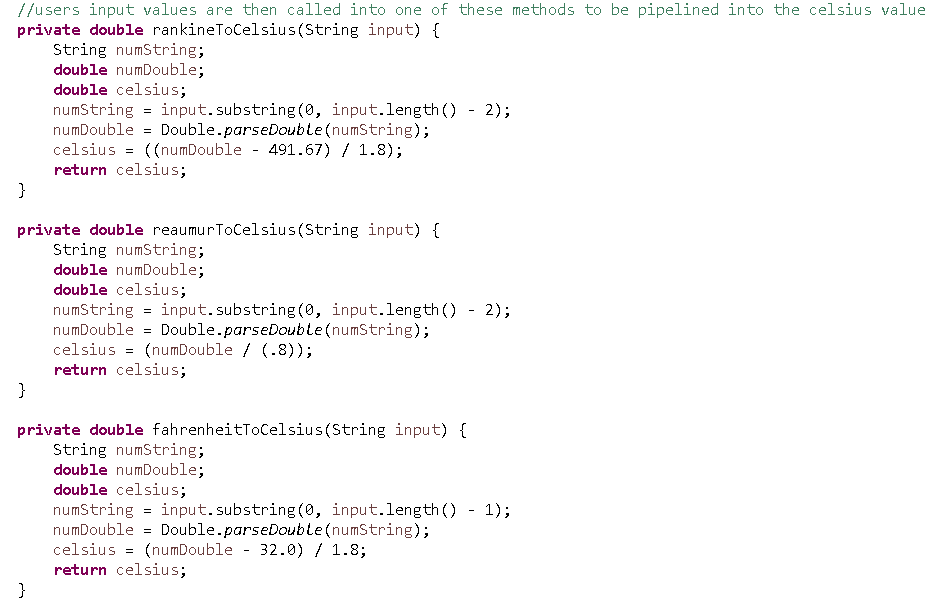 //users input values are then called into one of these methods to be pipelined into the celsius value
private double rankineToCelsius(String input) {
    String numString;
    double numDouble;
    double celsius;
    numString = input.substring(0, input.length() - 2);
    numDouble = Double.parseDouble(numString);
    celsius = ((numDouble - 491.67) / 1.8);
    return celsius;
}

private double reaumurToCelsius(String input) {
    String numString;
    double numDouble;
    double celsius;
    numString = input.substring(0, input.length() - 2);
    numDouble = Double.parseDouble(numString);
    celsius = (numDouble / (.8));
    return celsius;
}

private double fahrenheitToCelsius(String input) {
    String numString;
    double numDouble;
    double celsius;
    numString = input.substring(0, input.length() - 1);
    numDouble = Double.parseDouble(numString);
    celsius = (numDouble - 32.0) / 1.8;
    return celsius;
}